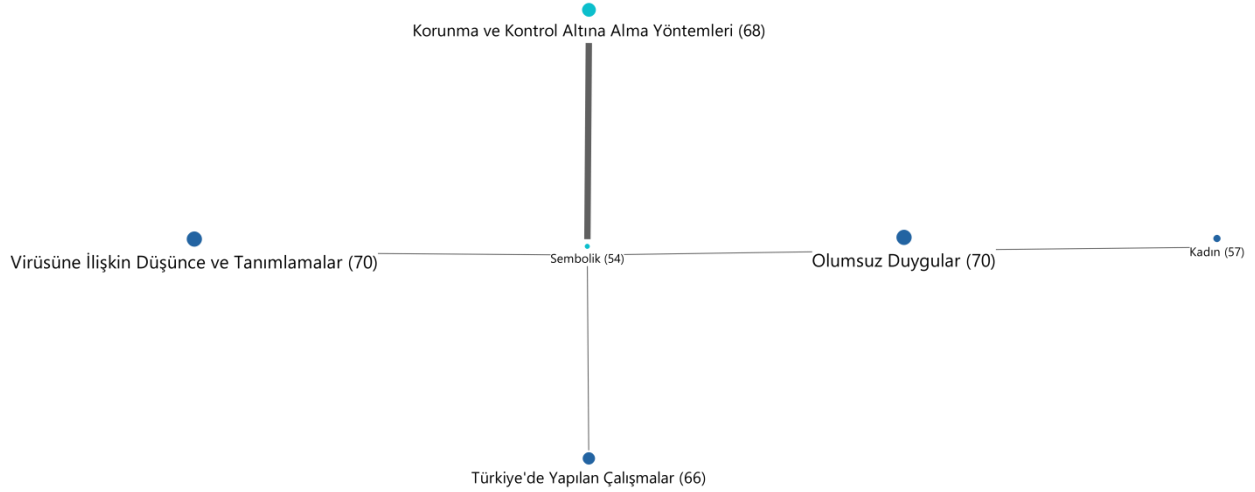 Korunma ve Kontrol Altına Alma Yöntemleri (68)
Virüsüne İlişkin Düşünce ve Tanımlamalar (70)
Sembolik (54)
Olumsuz Duygular (70)
Kadın (57)
Türkiye'de Yapılan Çalışmalar (66)